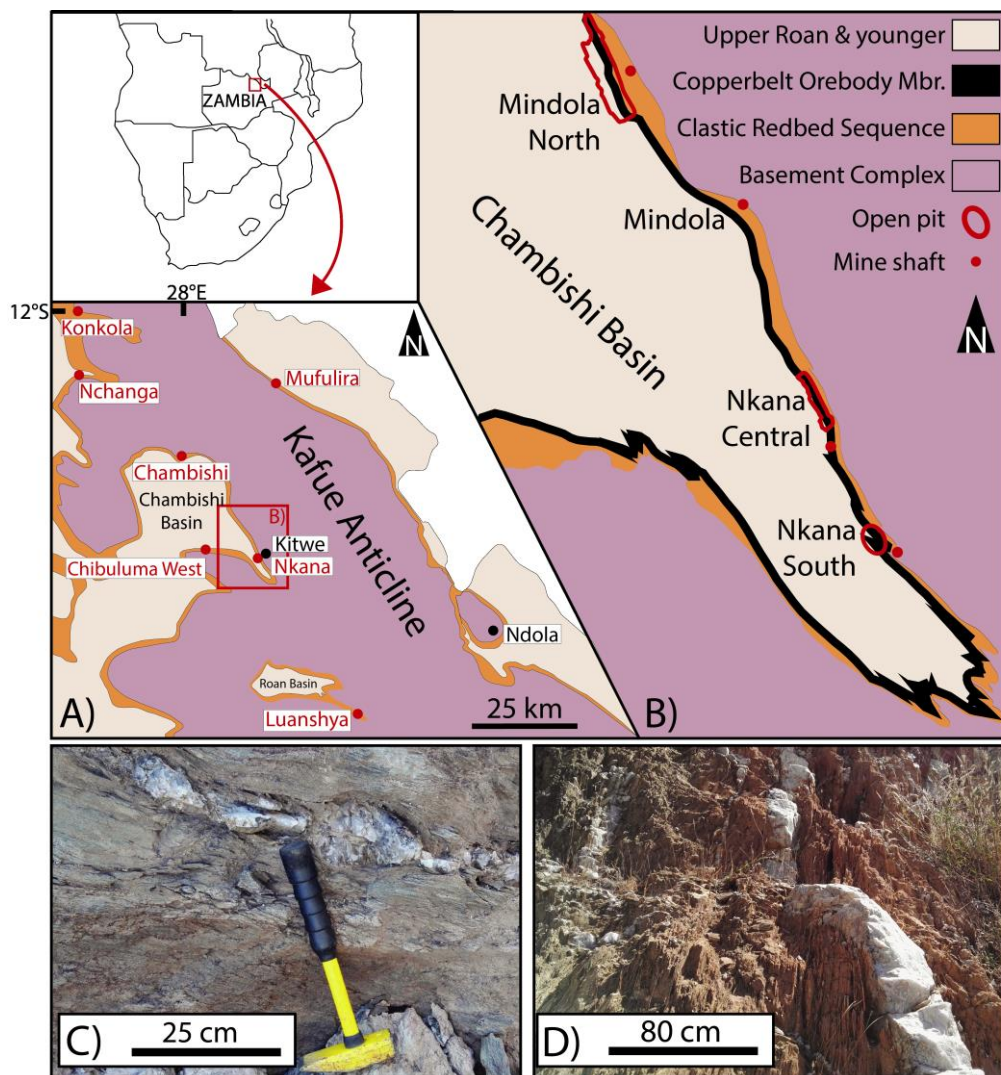 ZAMBIA
28°E
12°S
Konkola
Nchanga
Mufulira
N
Kafue Anticline
Chambishi
Chambishi
Basin
B)
Kitwe
Nkana
Chibuluma West
Ndola
Roan Basin
Luanshya
A)
25 km
Upper Roan & younger
Copperbelt Orebody Mbr.
Clastic Redbed Sequence
Basement Complex
Open pit
Mine shaft
N
Mindola
North
Mindola
Chambishi Basin
Nkana
Central
Nkana
South
B)
C)
25 cm
D)
80 cm